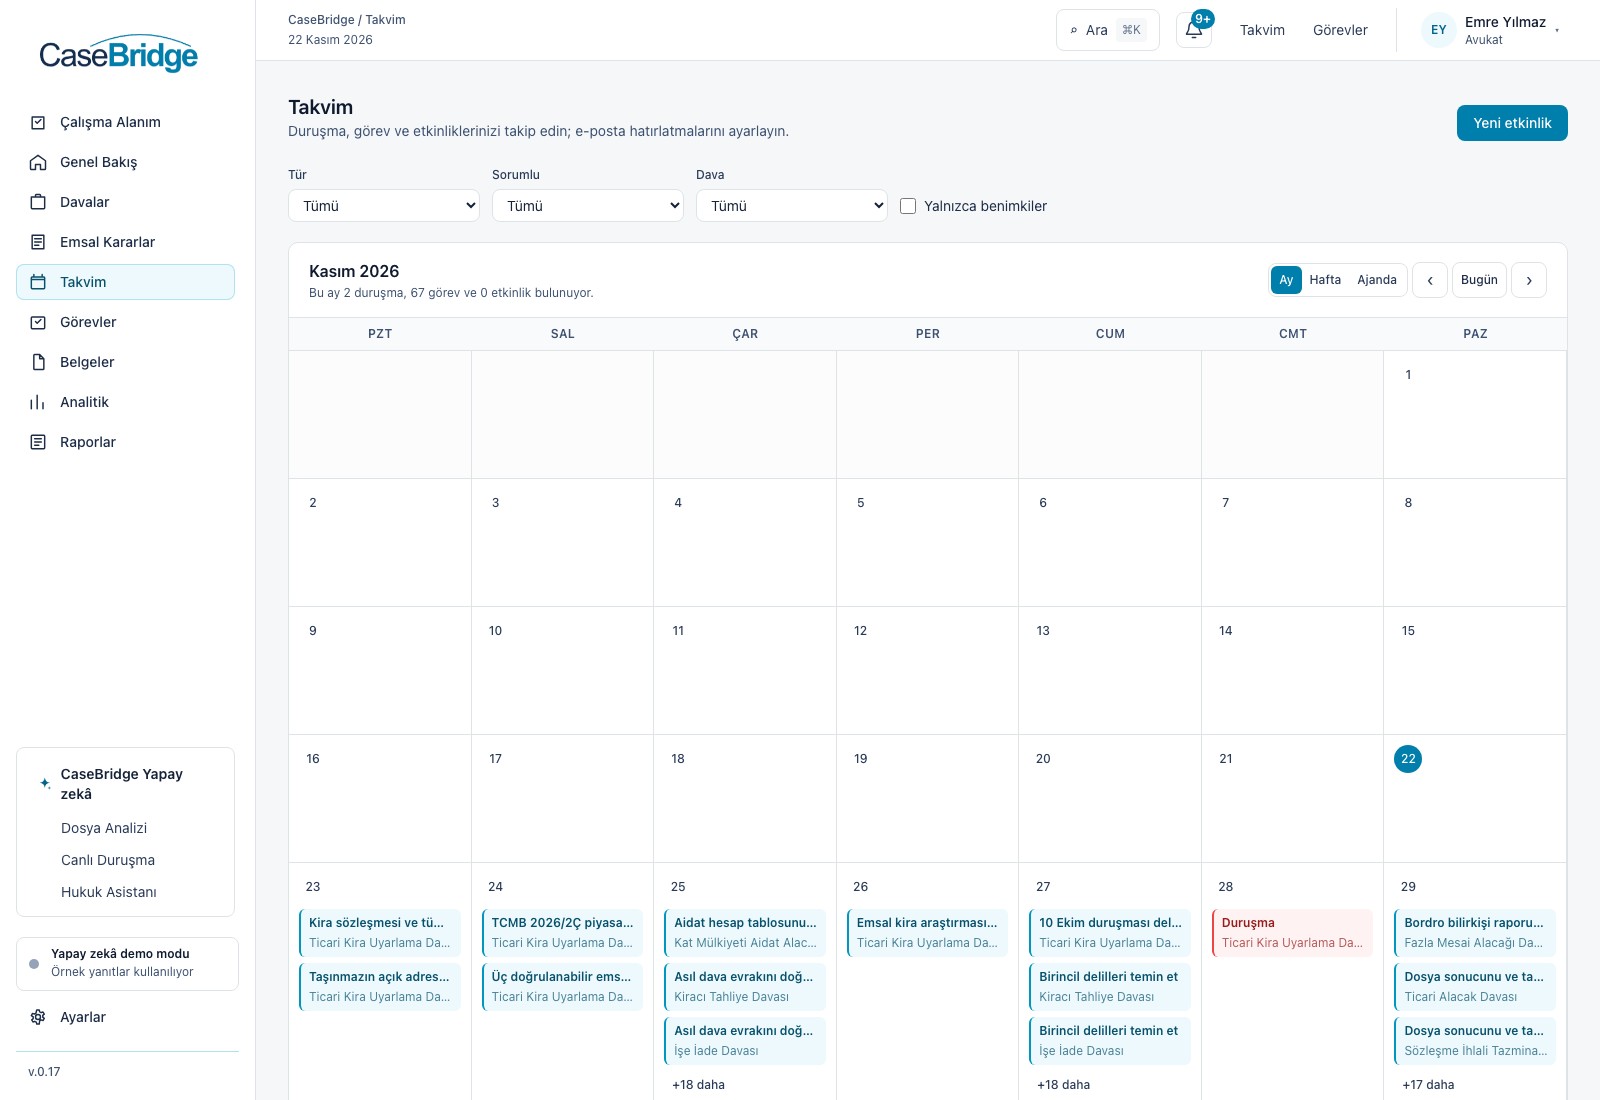 CaseBridge
Çalışma Alanım
Genel Bakış
Davalar
Emsal Kararlar
Takvim
Görevler
Belgeler
Analitik
Raporlar
CaseBridge Yapay
zekâ
Dosya Analizi
Canlı Duruşma
Hukuk Asistanı
Yapay zekâ demo modu
Örnek yanıtlar kullanılıyor
Ayarlar
v.0.17
CaseBridge / Takvim
22 Kasım 2026
Ara ⌘K
9+
Takvim
Görevler
EY
Emre Yılmaz
Avukat
Takvim
Duruşma, görev ve etkinliklerinizi takip edin; e-posta hatırlatmalarını ayarlayın.
Yeni etkinlik
Tür
Sorumlu
Dava
Tümü
Tümü
Tümü
Yalnızca benimkiler
Kasım 2026
Bu ay 2 duruşma, 67 görev ve 0 etkinlik bulunuyor.
Ay
Hafta
Ajanda
‹
Bugün
›
PZT
SAL
ÇAR
PER
CUM
CMT
PAZ
1
2
3
4
5
6
7
8
9
10
11
12
13
14
15
16
17
18
19
20
21
22
23
Kira sözleşmesi ve tü...
Ticari Kira Uyarlama Da...
Taşınmazın açık adres...
Ticari Kira Uyarlama Da...
24
TCMB 2026/2Ç piyasa...
Ticari Kira Uyarlama Da...
Üç doğrulanabilir ems...
Ticari Kira Uyarlama Da...
25
Aidat hesap tablosunu...
Kat Mülkiyeti Aidat Alac...
Asıl dava evrakını doğ...
Kiracı Tahliye Davası
Asıl dava evrakını doğ...
İşe İade Davası
+18 daha
26
Emsal kira araştırması...
Ticari Kira Uyarlama Da...
27
10 Ekim duruşması del...
Ticari Kira Uyarlama Da...
Birincil delilleri temin et
Kiracı Tahliye Davası
Birincil delilleri temin et
İşe İade Davası
+18 daha
28
Duruşma
Ticari Kira Uyarlama Da...
29
Bordro bilirkişi raporu...
Fazla Mesai Alacağı Da...
Dosya sonucunu ve ta...
Ticari Alacak Davası
Dosya sonucunu ve ta...
Sözleşme İhlali Tazmina...
+17 daha